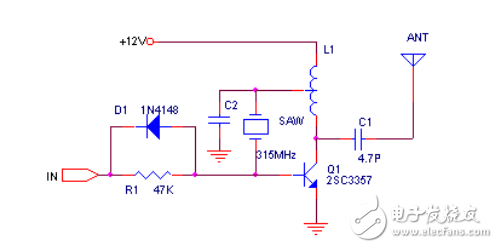 +12V
L1
ANT
D1
1N4148
C2
SAW
C1
4.7P
315MHz
Q1
2SC3357
IN
R1
47K
电子发烧友
www.elecfans.com